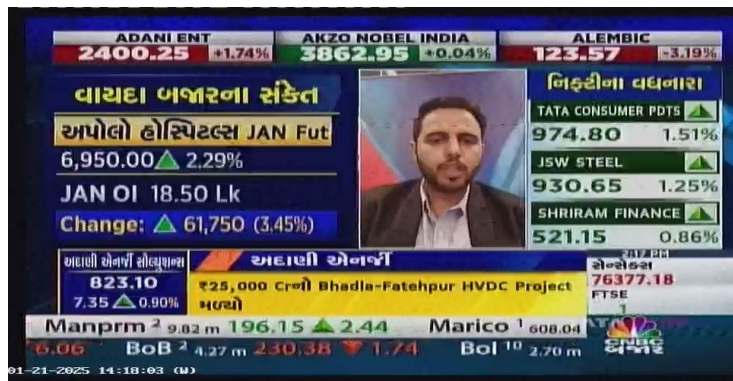 ADANI ENT
2400.25 +1.74%
AKZO NOBEL INDIA
3862.95 +0.04%
ALEMBIC
123.57 -3.19%
વાયદા બજારના સંકેત
અપોલો હોસ્પિટલ્સ JAN Fut
6,950.00 2.29%
JAN OI 18.50 Lk
Change: 61,750 (3.45%)
નિફ્ટીના વધનારા
TATA CONSUMER PDTS
974.80 1.51%
JSW STEEL
930.65 1.25%
SHRIRAM FINANCE
521.15 0.86%
અદાણી એનર્જી સોલ્યુશન્સ
823.10
7.35 0.90%
અદાણી એનર્જી
₹25,000 Crનો Bhadla-Fatehpur HVDC Project
મળ્યો
2:17 PM
સેન્સેક્સ
76377.18
FTSE
1
Manprm 2 9.82 m 196.15 2.44 Marico 1 608.04
6.06 BoB 2 4.27 m 230.38 1.74 BoI 10 2.70 m
CNBC
બજાર
01-21-2025 14:18:03 (W)